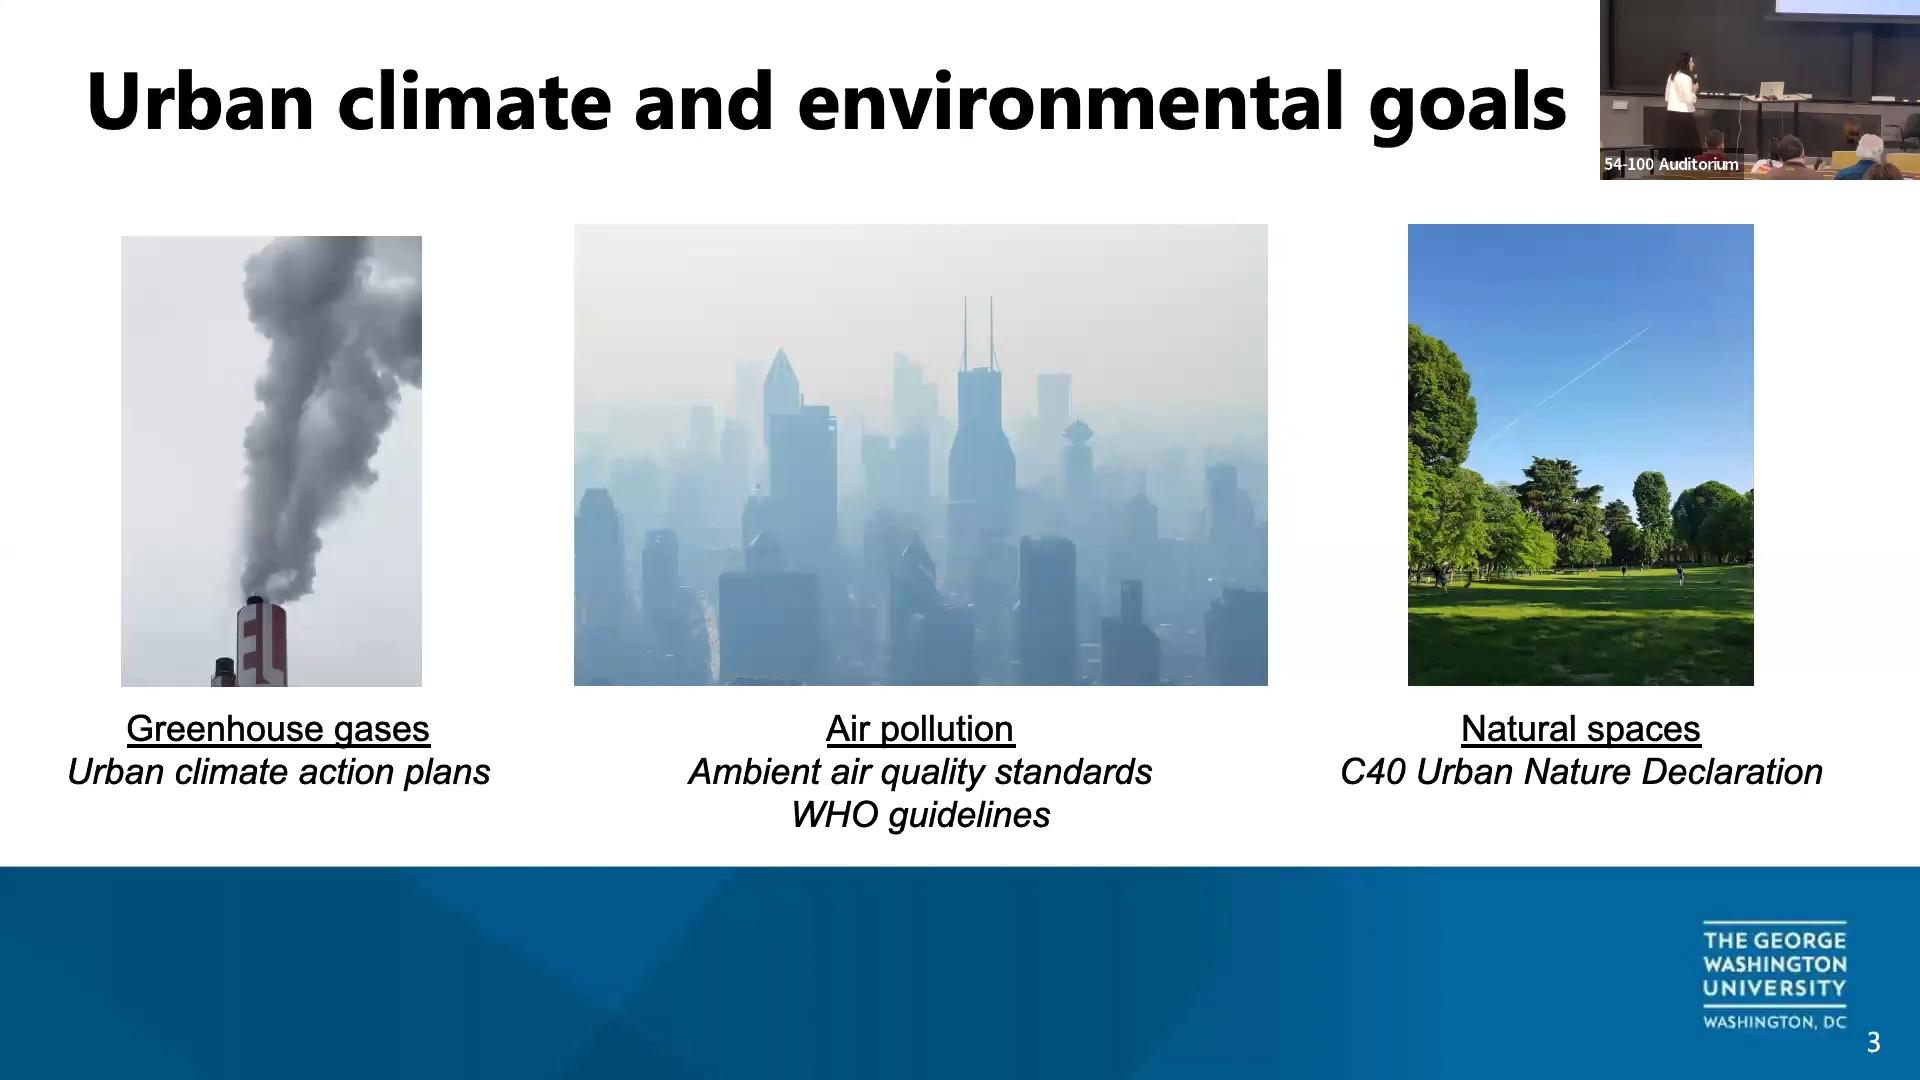 Urban climate and environmental goals
54-100 Auditorium
EL
Greenhouse gases
Urban climate action plans
Air pollution
Ambient air quality standards
WHO guidelines
Natural spaces
C40 Urban Nature Declaration
THE GEORGE
WASHINGTON
UNIVERSITY
WASHINGTON, DC
3